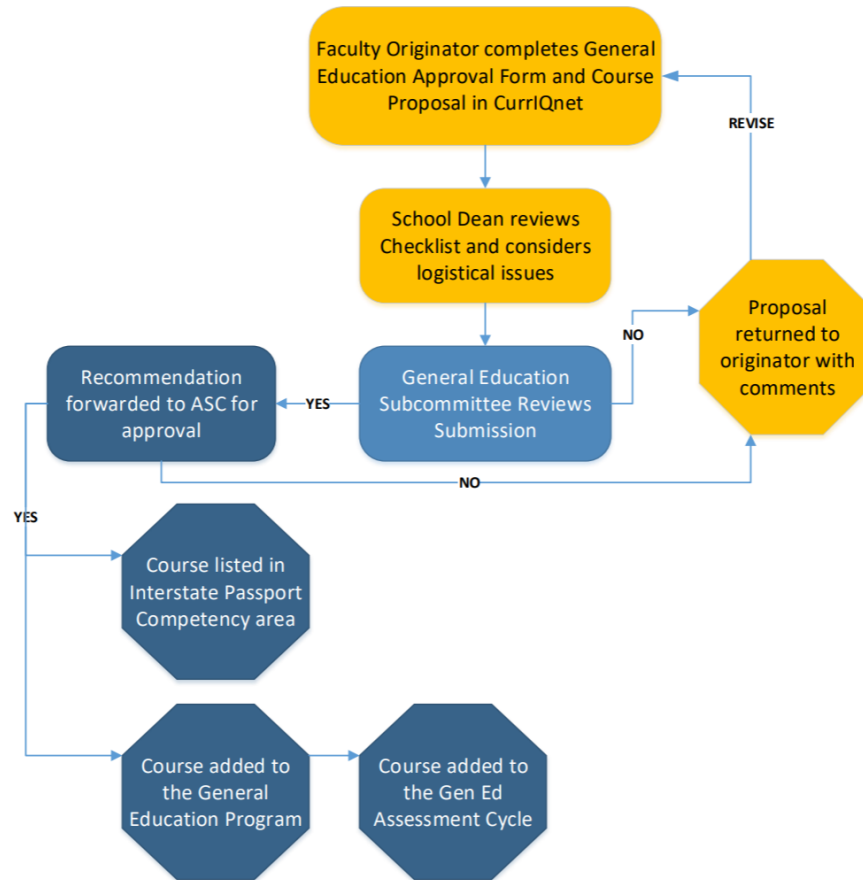 Faculty Originator completes General
Education Approval Form and Course
Proposal in CurrIQnet
REVISE
School Dean reviews
Checklist and considers
logistical issues
NO
Proposal
returned to
originator with
comments
General Education
Subcommittee Reviews
Submission
YES
Recommendation
forwarded to ASC for
approval
NO
YES
Course listed in
Interstate Passport
Competency area
Course added to
the General
Education Program
Course added to
the Gen Ed
Assessment Cycle